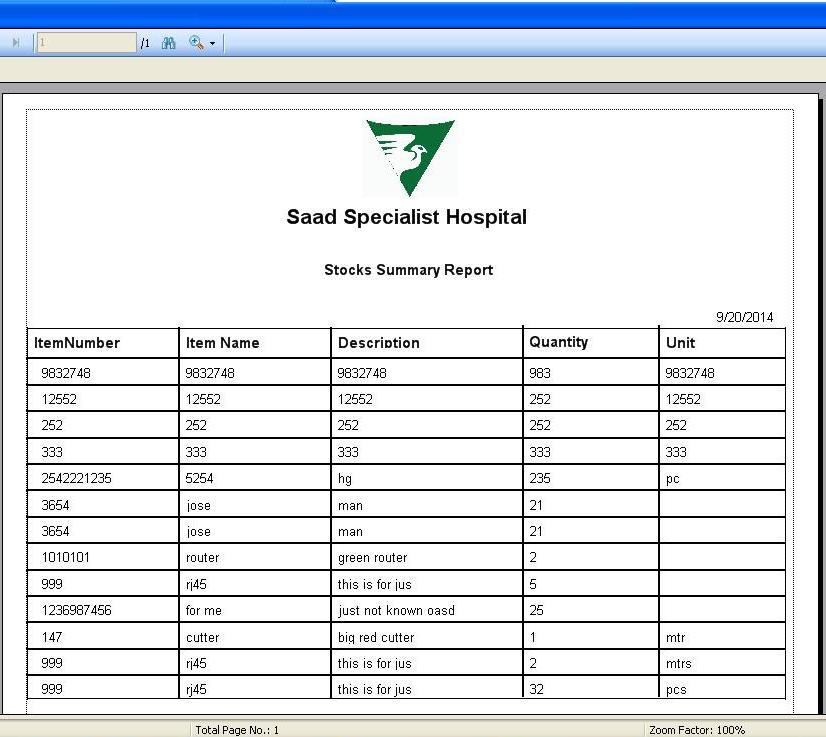 1 /1
Saad Specialist Hospital
Stocks Summary Report
9/20/2014
ItemNumber Item Name Description Quantity Unit
9832748 9832748 9832748 983 9832748
12552 12552 12552 252 12552
252 252 252 252 252
333 333 333 333 333
2542221235 5254 hg 235 pc
3654 jose man 21
3654 jose man 21
1010101 router green router 2
999 rj45 this is for jus 5
1236987456 for me just not known oasd 25
147 cutter big red cutter 1 mtr
999 rj45 this is for jus 2 mtrs
999 rj45 this is for jus 32 pcs
Total Page No.: 1 Zoom Factor: 100%